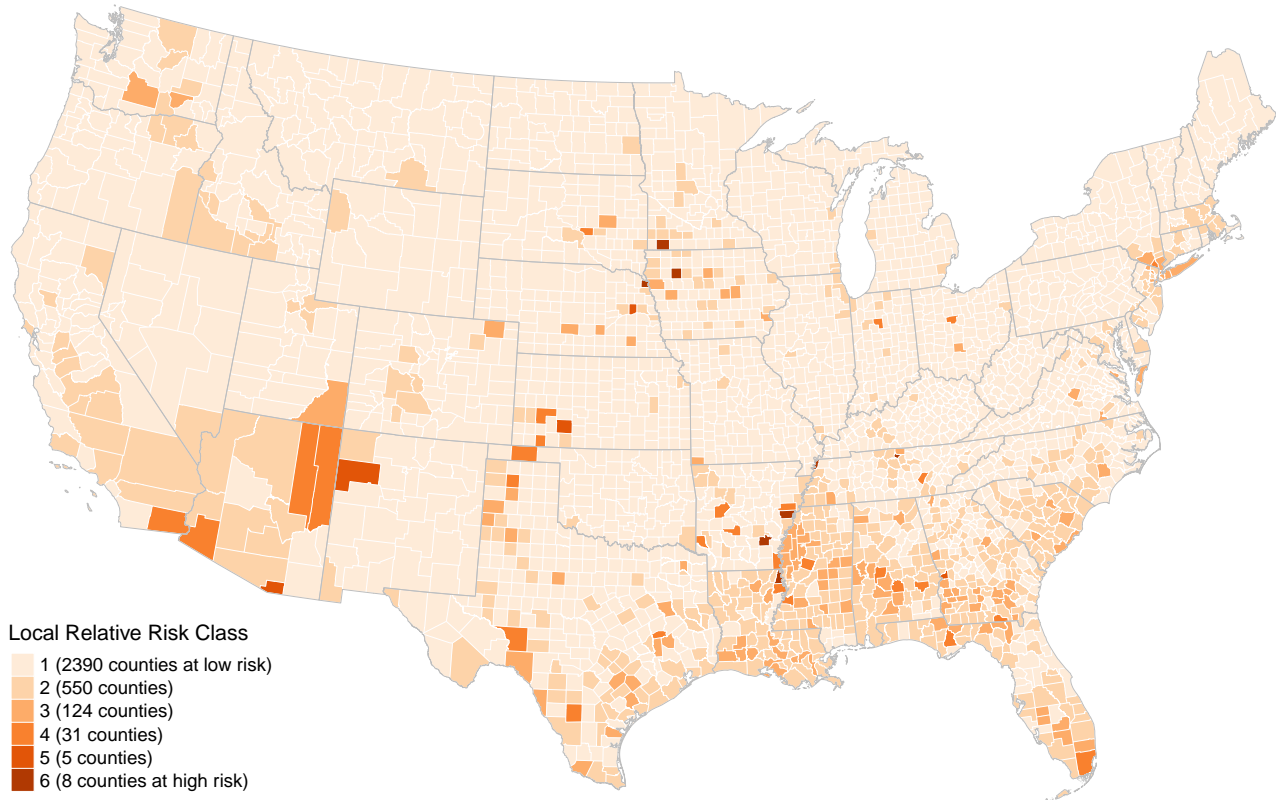 Local Relative Risk Class
1 (2390 counties at low risk)
2 (550 counties)
3 (124 counties)
4 (31 counties)
5 (5 counties)
6 (8 counties at high risk)